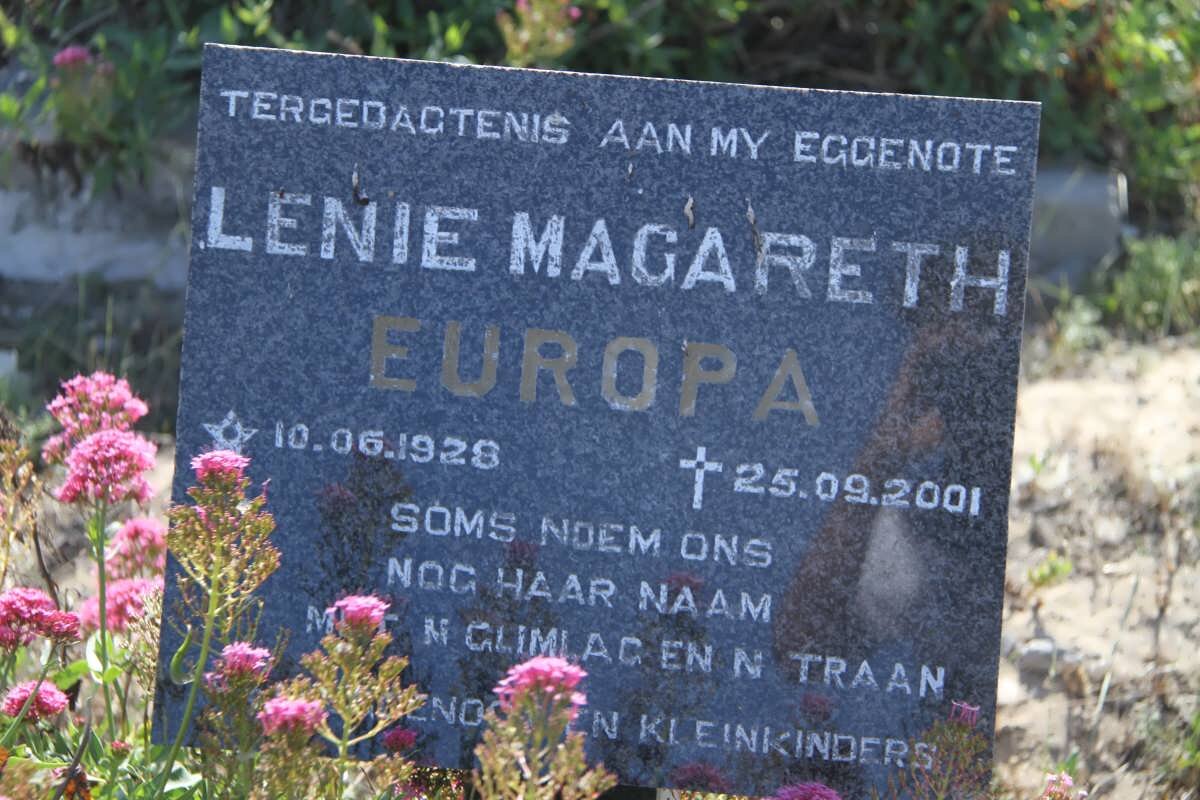 TERGEDAGTENIS AAN MY EGGENOTE
LENIE MAGARETH
EUROPA
10.06.1928 25.09.2001
SOMS NOEM ONS
NOG HAAR NAAM
N GLIMLAG EN N TRAAN
KLEINKINDERS